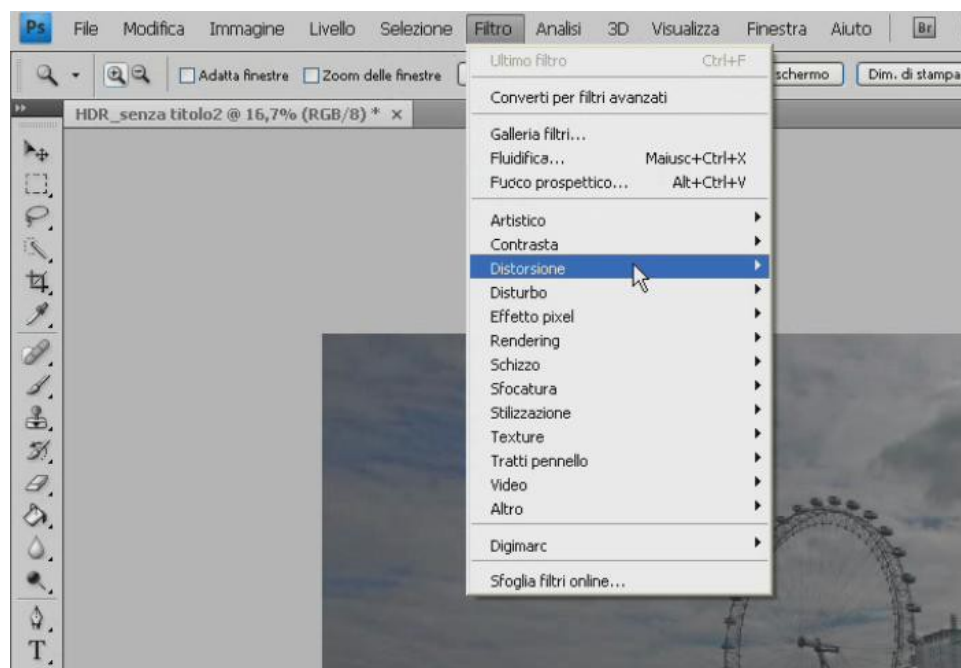 Ps File Modifica Immagine Livello Selezione Filtro Analisi 3D Visualizza Finestra Aiuto Br
Adatta finestre Zoom delle finestre schermo Dim. di stampa
HDR_senza titolo2 @ 16,7% (RGB/8) * x
Ultimo filtro Ctrl+F
Converti per filtri avanzati
Galleria filtri...
Fluidifica... Maiusc+Ctrl+X
Fuoco prospettico... Alt+Ctrl+V
Artistico
Contrasta
Distorsione
Disturbo
Effetto pixel
Rendering
Schizzo
Sfocatura
Stilizzazione
Texture
Tratti pennello
Video
Altro
Digimarc
Sfoglia filtri online...
T